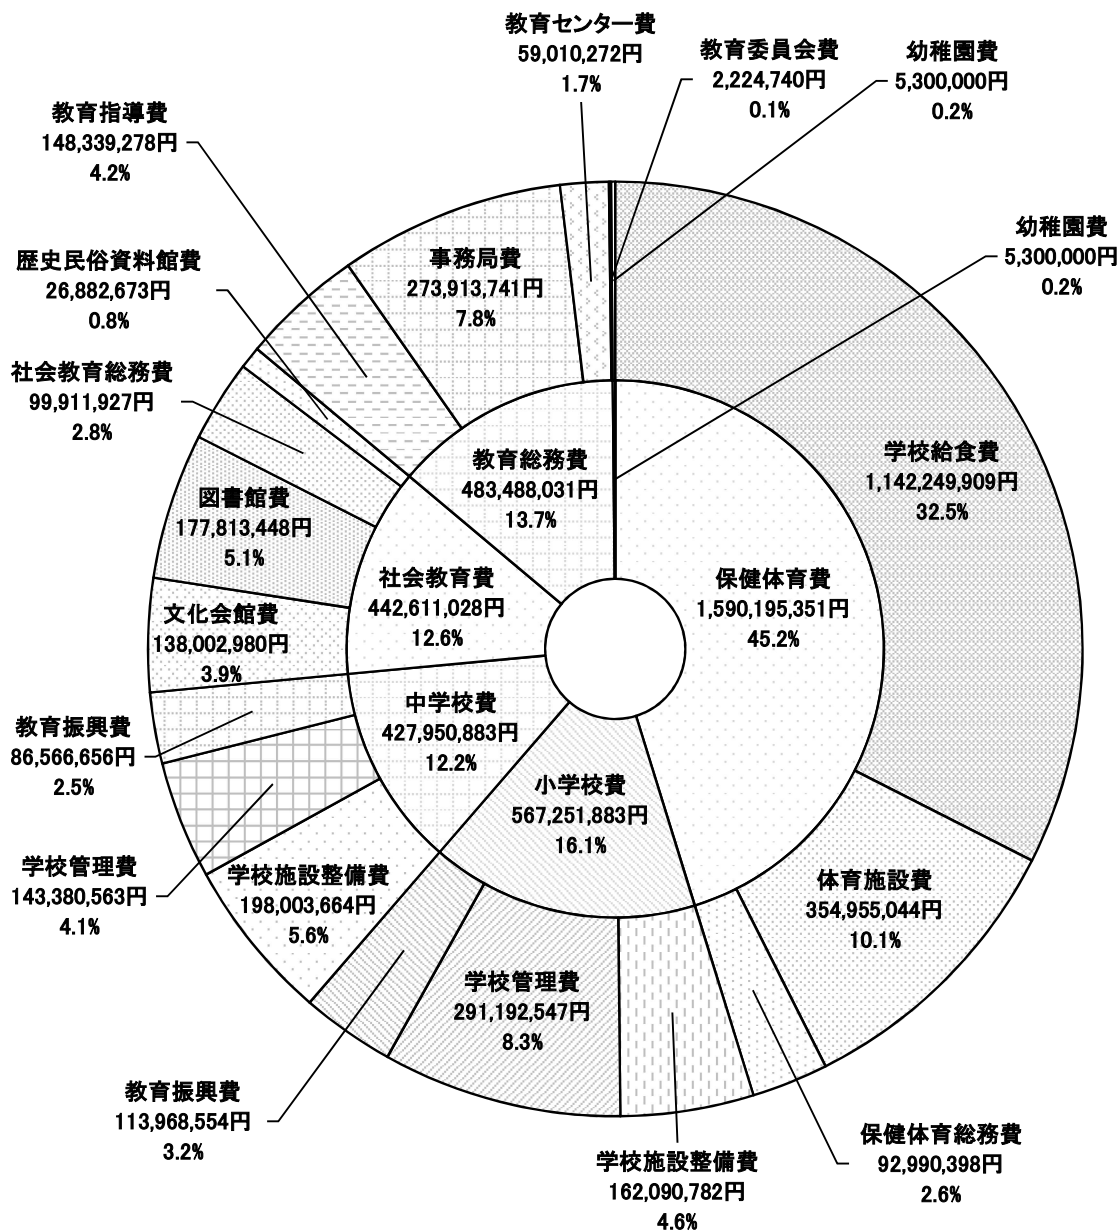 教育センター費
59,010,272円
1.7%
教育委員会費
2,224,740円
0.1%
幼稚園費
5,300,000円
0.2%
教育指導費
148,339,278円
4.2%
幼稚園費
5,300,000円
0.2%
歴史民俗資料館費
26,882,673円
0.8%
事務局費
273,913,741円
7.8%
社会教育総務費
99,911,927円
2.8%
学校給食費
1,142,249,909円
32.5%
教育総務費
483,488,031円
13.7%
図書館費
177,813,448円
5.1%
社会教育費
442,611,028円
12.6%
保健体育費
1,590,195,351円
45.2%
文化会館費
138,002,980円
3.9%
中学校費
427,950,883円
12.2%
教育振興費
86,566,656円
2.5%
小学校費
567,251,883円
16.1%
学校管理費
143,380,563円
4.1%
学校施設整備費
198,003,664円
5.6%
体育施設費
354,955,044円
10.1%
学校管理費
291,192,547円
8.3%
教育振興費
113,968,554円
3.2%
学校施設整備費
162,090,782円
4.6%
保健体育総務費
92,990,398円
2.6%